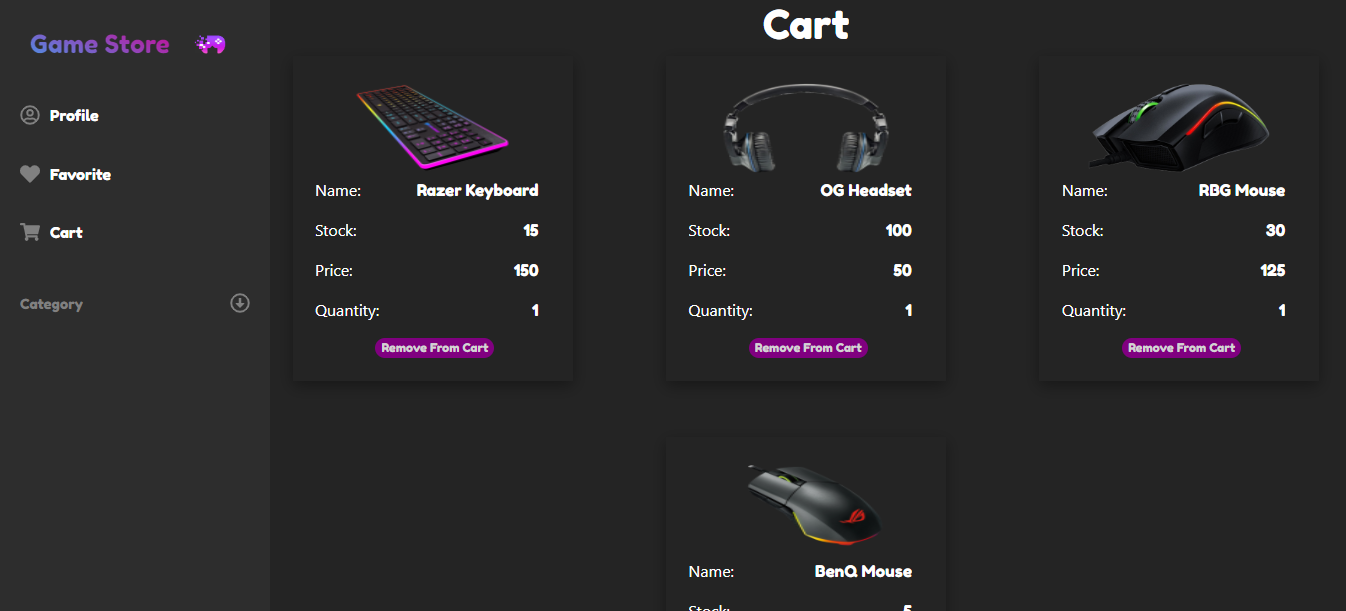 Game Store
Profile
Favorite
Cart
Category
Cart
Name: Razer Keyboard
Stock: 15
Price: 150
Quantity: 1
Remove From Cart
Name: OG Headset
Stock: 100
Price: 50
Quantity: 1
Remove From Cart
Name: RBG Mouse
Stock: 30
Price: 125
Quantity: 1
Remove From Cart
Name: BenQ Mouse
Stock: 5